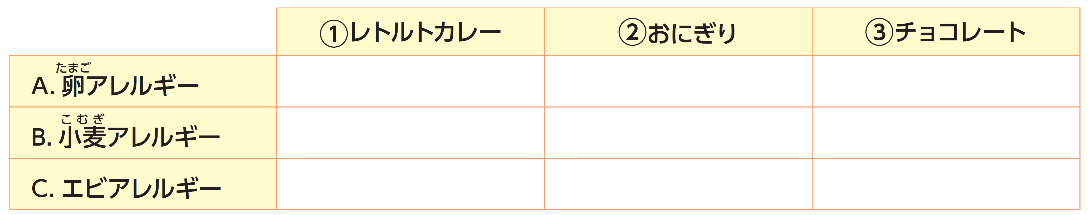 ①レトルトカレー
②おにぎり
③チョコレート
たまご
A. 卵アレルギー
こむぎ
B. 小麦アレルギー
C. エビアレルギー